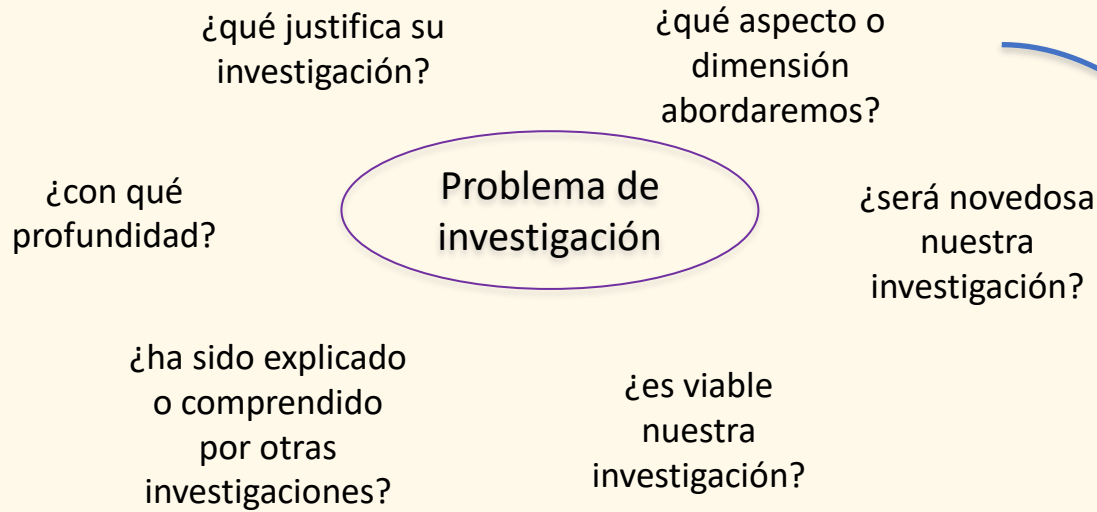 ¿qué justifica su
investigación?
¿qué aspecto o
dimensión
abordaremos?
¿con qué
profundidad?
Problema de
investigación
¿será novedosa
nuestra
investigación?
¿ha sido explicado
o comprendido
por otras
investigaciones?
¿es viable
nuestra
investigación?